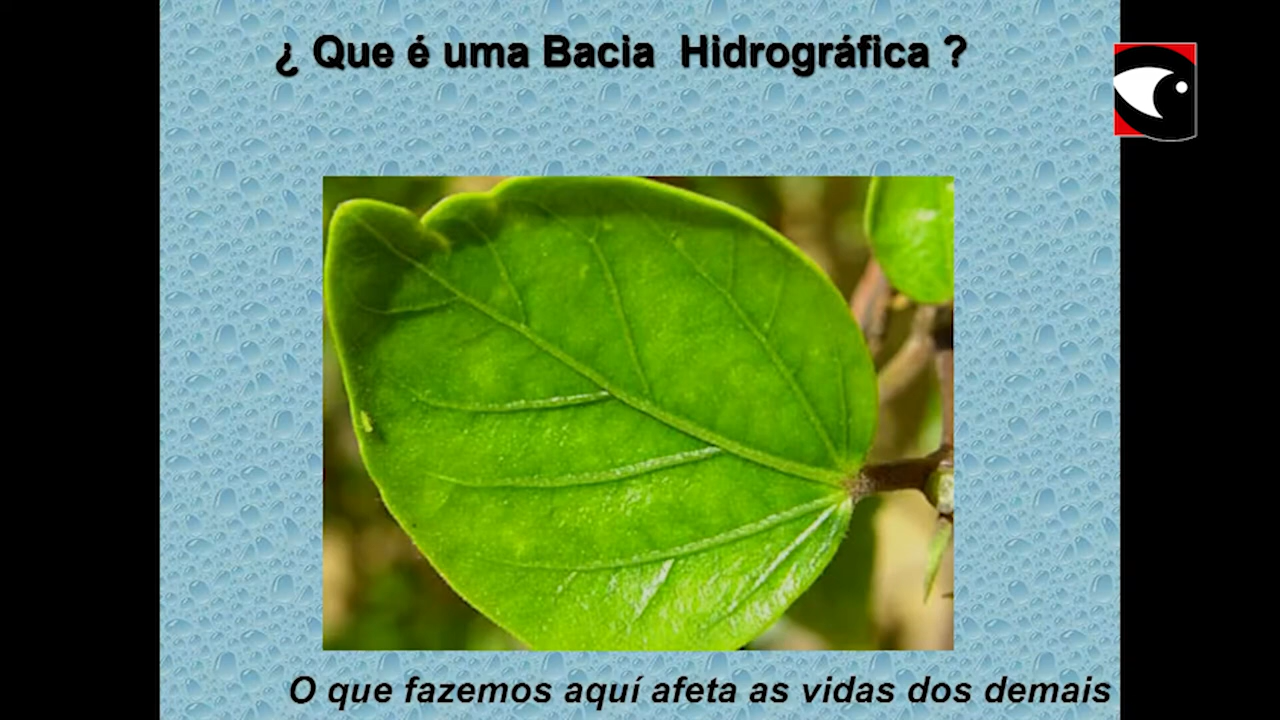 ¿ Que é uma Bacia Hidrográfica ?
O que fazemos aquí afeta as vidas dos demais